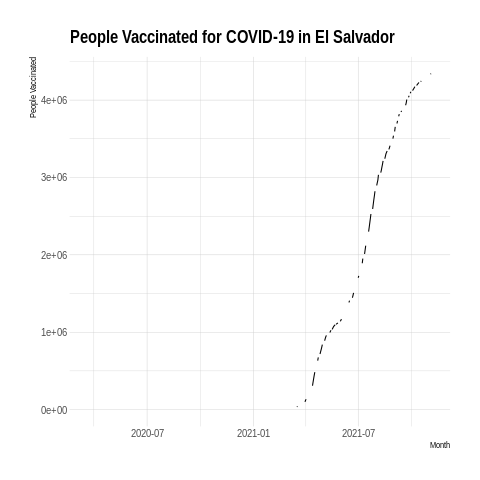 People Vaccinated for COVID-19 in El Salvador
People Vaccinated
4e+06
3e+06
2e+06
1e+06
0e+00
2020-07 2021-01 2021-07
Month